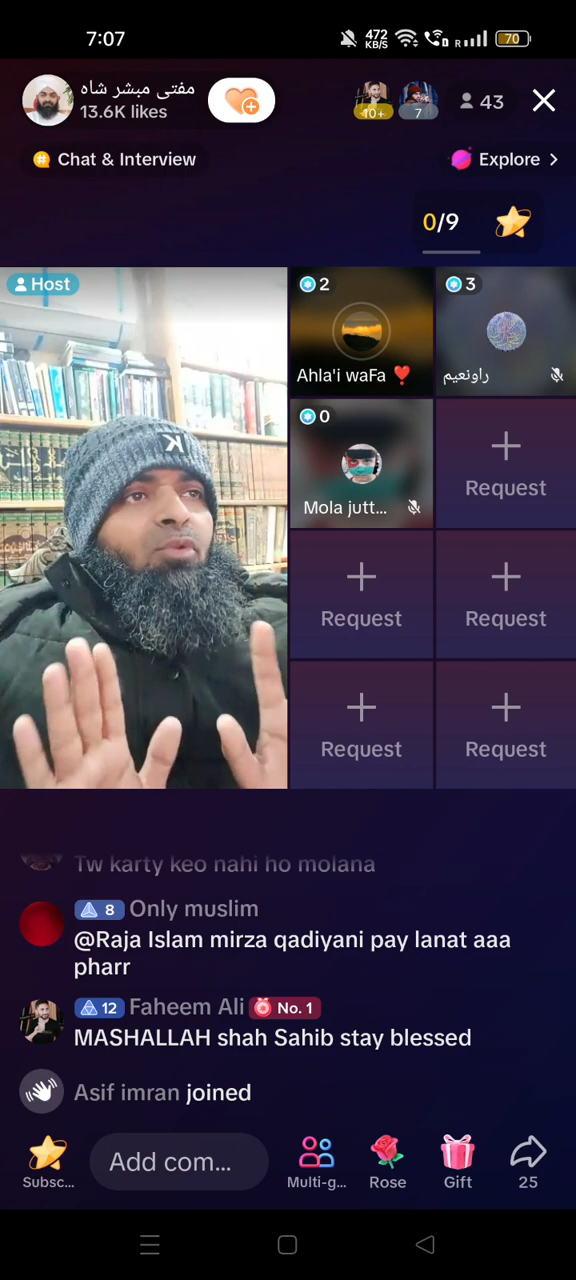 7:07
472
KB/S
R
70
مفتی مبشر شاہ
13.6K likes
10+
7
43
Chat & Interview
Explore
0/9
Host
2
Ahla'i waFa ❤️
3
راونعیم
K
0
Mola jutt...
Request
Request
Request
Request
Request
Tw karty keo nahi ho molana
8 Only muslim
@Raja Islam mirza qadiyani pay lanat aaa
pharr
12 Faheem Ali No. 1
MASHALLAH shah Sahib stay blessed
Asif imran joined
Subsc...
Add com...
Multi-g...
Rose
Gift
25